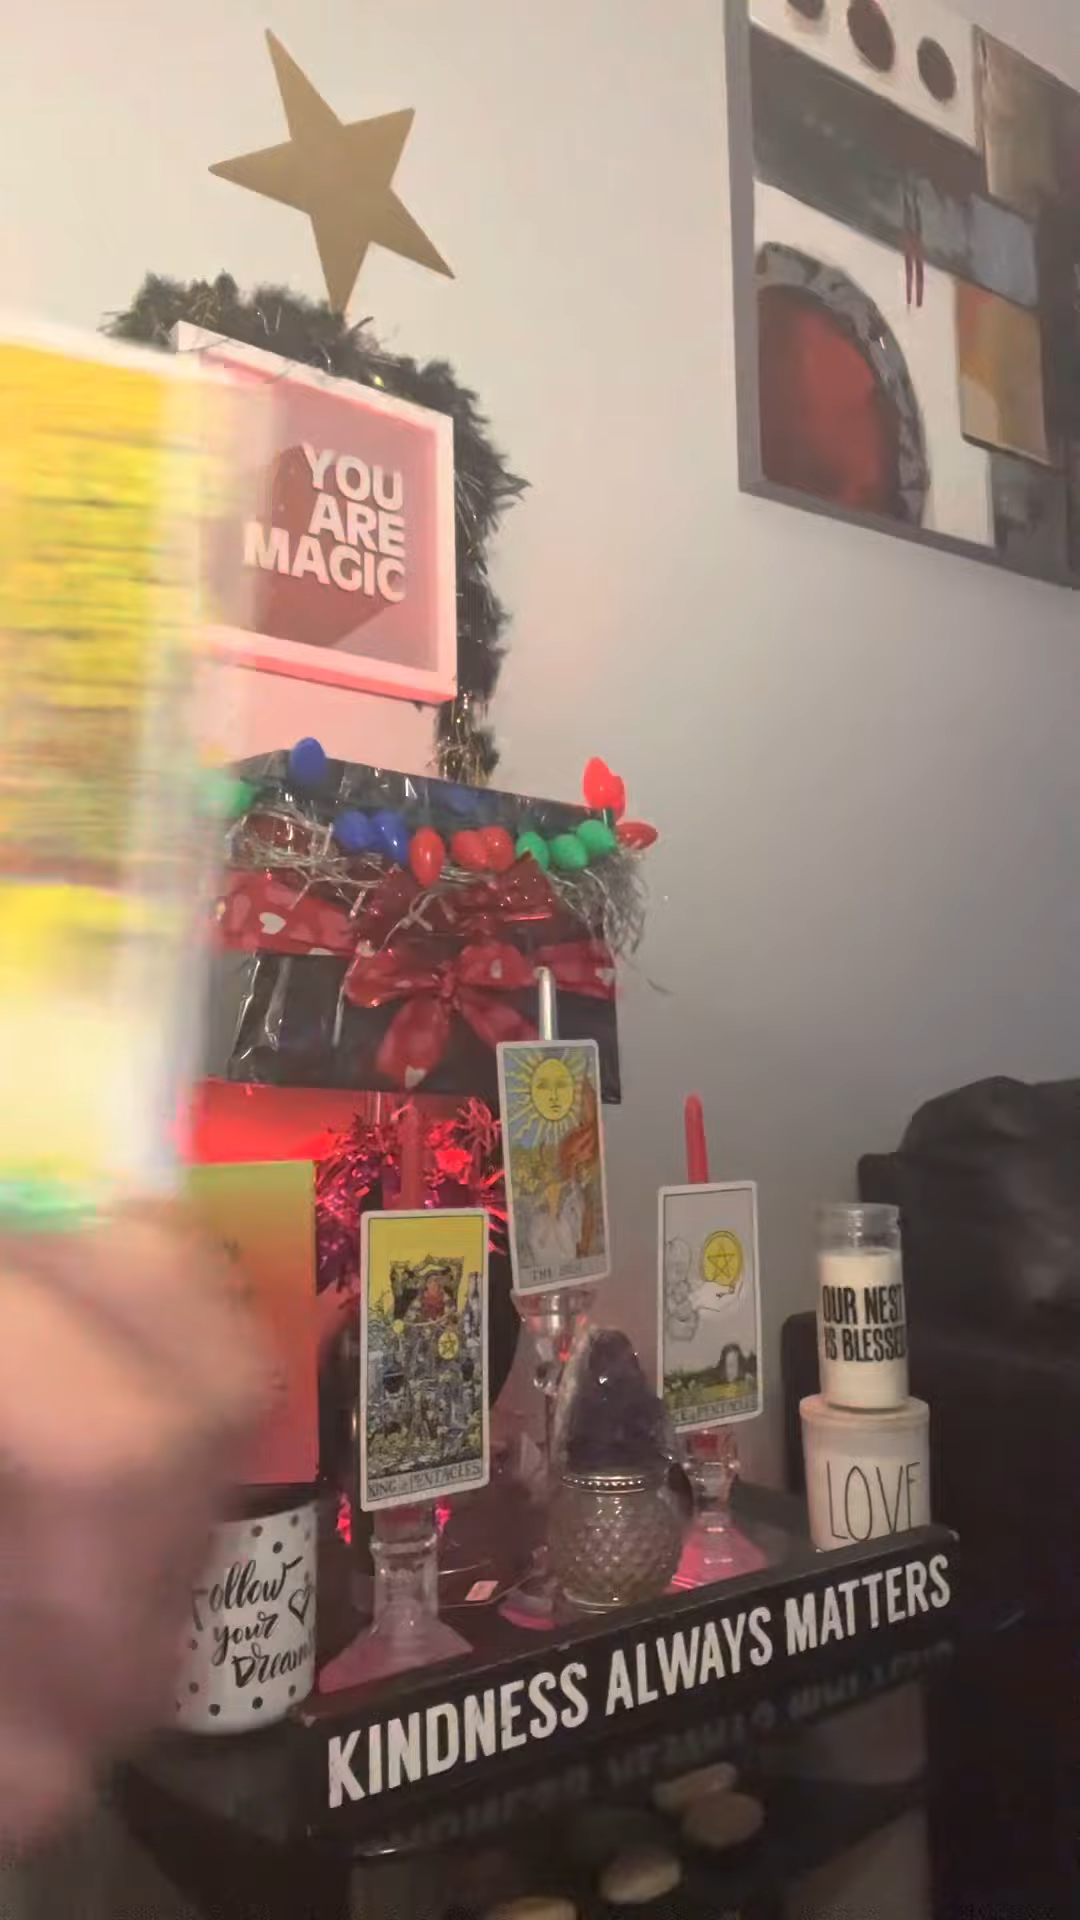 YOU
ARE
MAGIC
THE SUN
KING of PENTACLES
PENTACLES
OUR NEST
IS BLESSED
LOVE
follow
your
Dreams
KINDNESS ALWAYS MATTERS